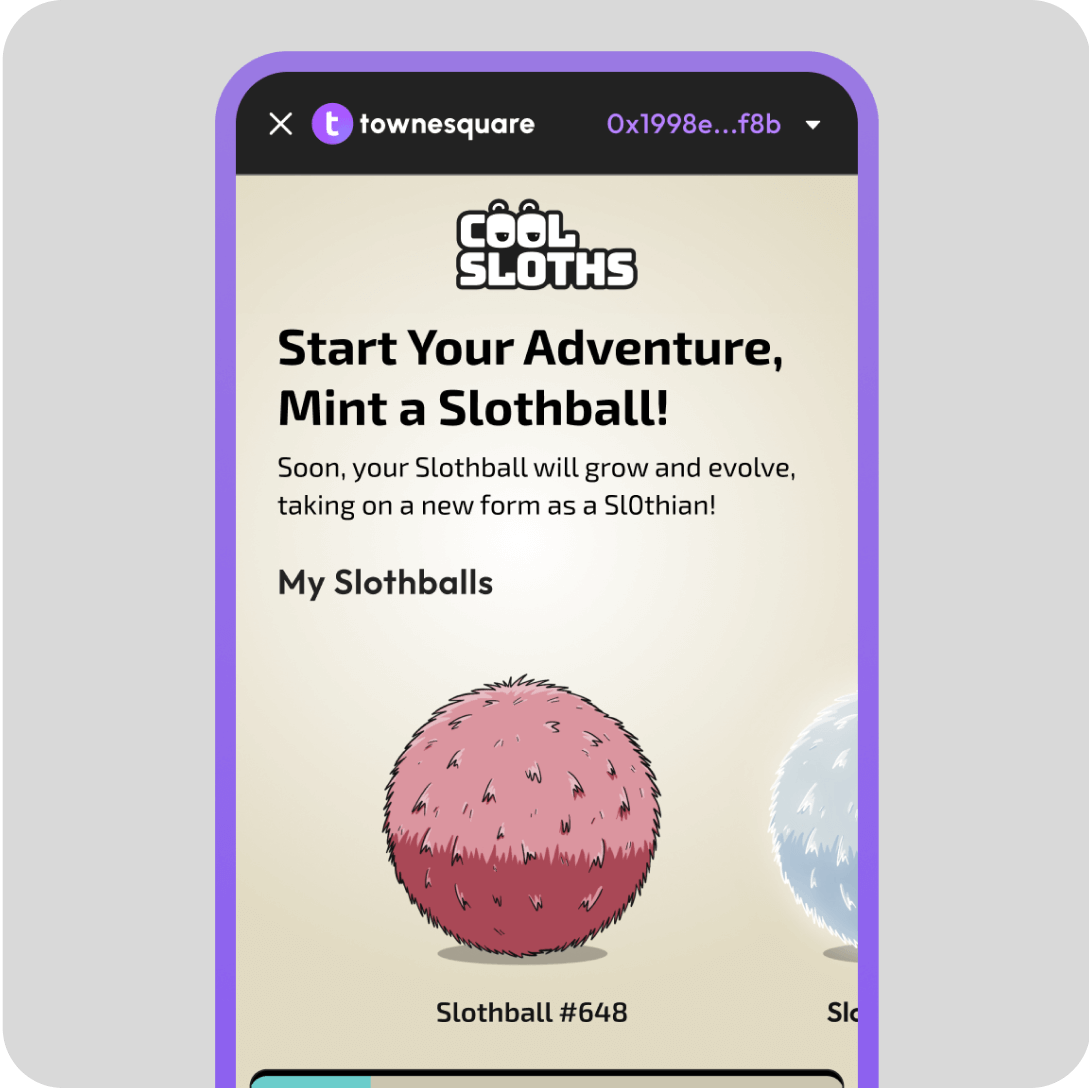 t townesquare 0x1998e...f8b
COOL
SLOTHS
Start Your Adventure,
Mint a Slothball!
Soon, your Slothball will grow and evolve,
taking on a new form as a Sl0thian!
My Slothballs
Slothball #648